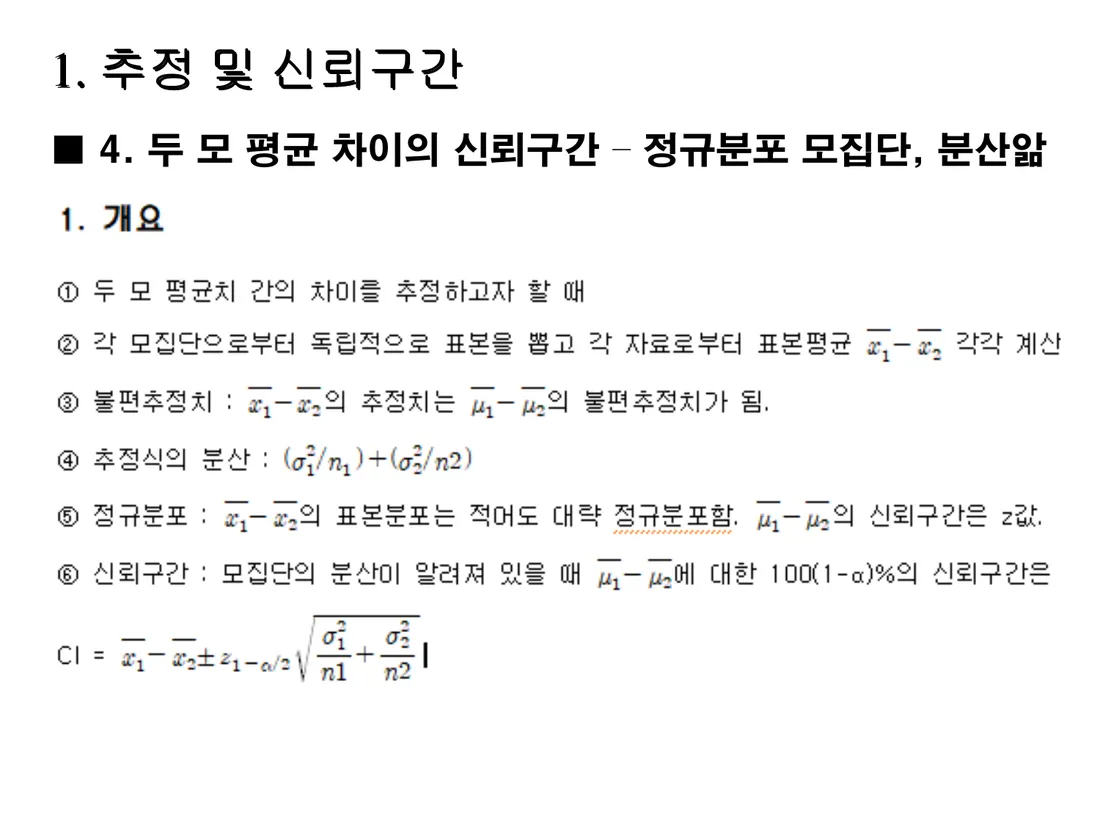 1. 추정 및 신뢰구간
■ 4. 두 모 평균 차이의 신뢰구간 – 정규분포 모집단, 분산앎
1. 개요
① 두 모 평균치 간의 차이를 추정하고자 할 때
② 각 모집단으로부터 독립적으로 표본을 뽑고 각 자료로부터 표본평균 x̅₁− x̅₂ 각각 계산
③ 불편추정치 : x̅₁− x̅₂의 추정치는 μ̅₁− μ̅₂의 불편추정치가 됨.
④ 추정식의 분산 : (σ₁²/n₁)+(σ₂²/n2)
⑤ 정규분포 : x̅₁− x̅₂의 표본분포는 적어도 대략 정규분포함. μ̅₁− μ̅₂의 신뢰구간은 z값.
⑥ 신뢰구간 : 모집단의 분산이 알려져 있을 때 μ̅₁− μ̅₂에 대한 100(1-α)%의 신뢰구간은
CI = x̅₁− x̅₂± z₁₋α/₂ √(σ₁²/n1 + σ₂²/n2)